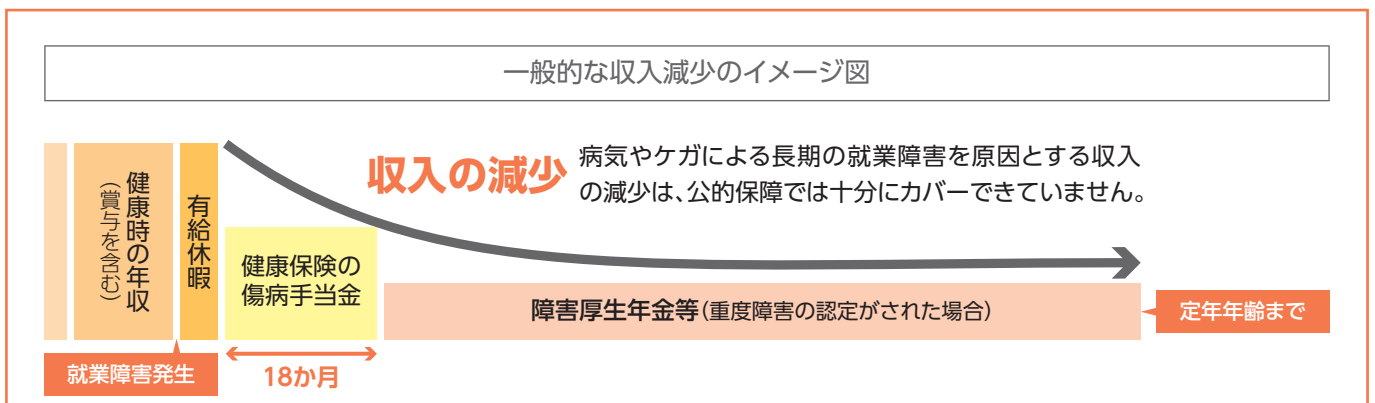 一般的な収入減少のイメージ図
収入の減少
病気やケガによる長期の就業障害を原因とする収入
の減少は、公的保障では十分にカバーできていません。
健康時の年収
（賞与を含む）
有給休暇
健康保険の
傷病手当金
障害厚生年金等（重度障害の認定がされた場合）
定年年齢まで
就業障害発生
18か月